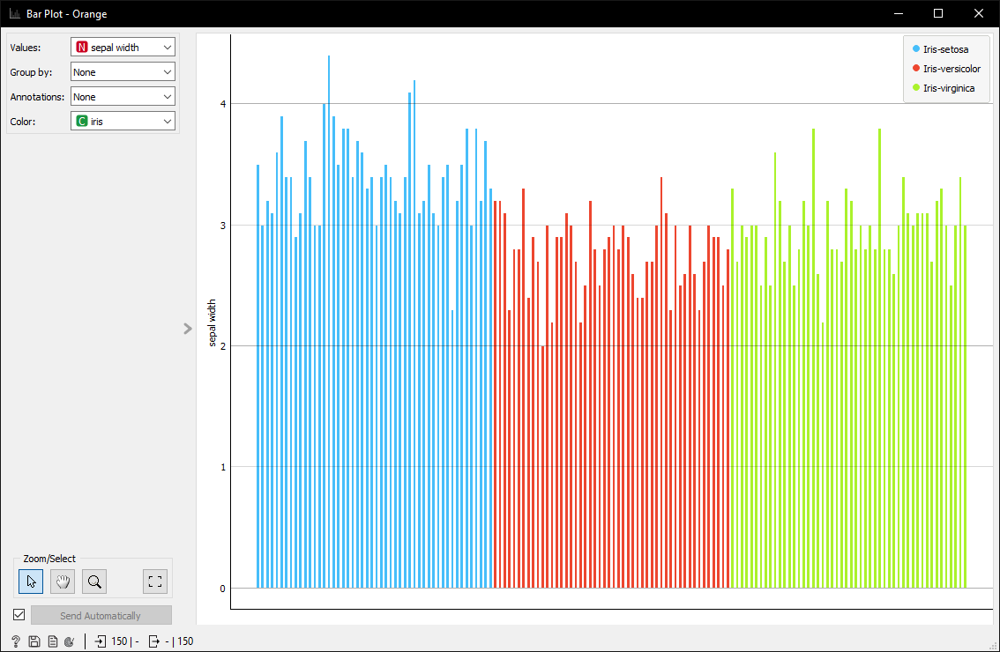 Bar Plot - Orange
Values: N sepal width
Group by: None
Annotations: None
Color: C iris
Iris-setosa
Iris-versicolor
Iris-virginica
4
3
2
1
0
sepal width
Zoom/Select
Send Automatically
? 150 | - - | 150